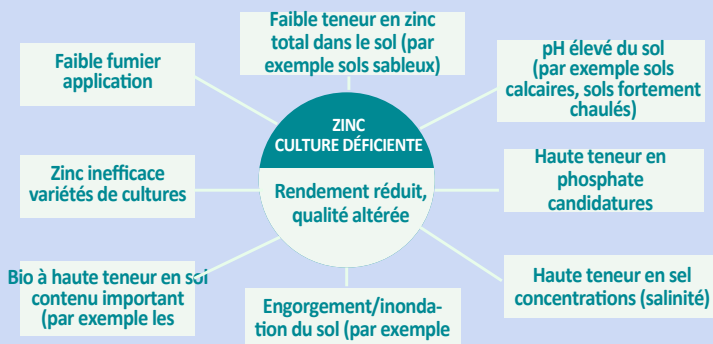 Faible teneur en zinc
total dans le sol (par
exemple sols sableux)
Faible fumier
application
pH élevé du sol
(par exemple sols
calcaires, sols fortement
chaulés)
ZINC
CULTURE DÉFICIENTE
Rendement réduit,
qualité altérée
Zinc inefficace
variétés de cultures
Haute teneur en
phosphate
candidatures
Bio à haute teneur en sol
contenu important
(par exemple les
Engorgement/inonda-
tion du sol (par exemple
Haute teneur en sel
concentrations (salinité)